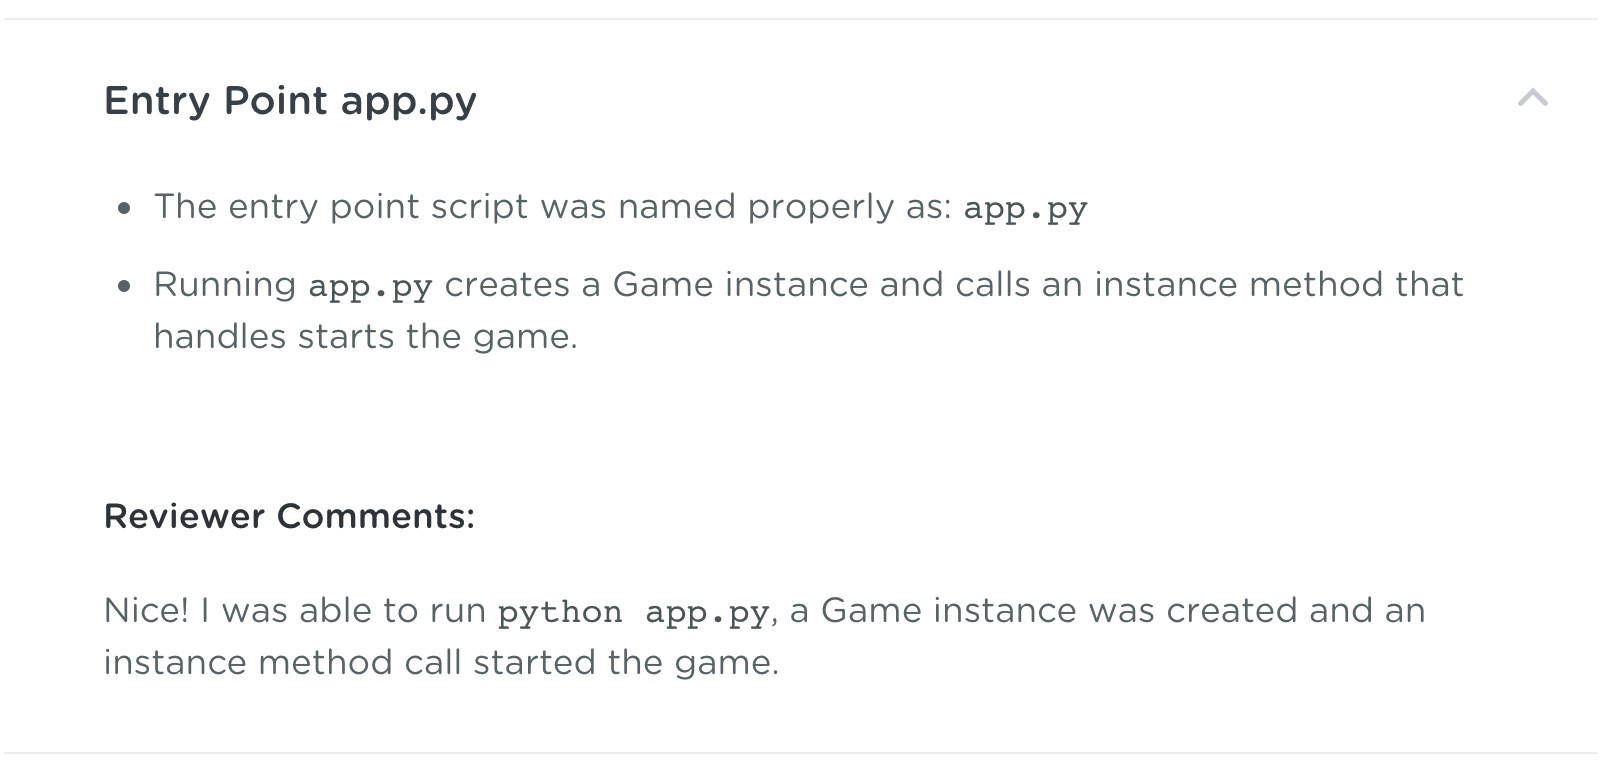 Entry Point app.py
The entry point script was named properly as: app.py
Running app.py creates a Game instance and calls an instance method that
handles starts the game.
Reviewer Comments:
Nice! I was able to run python app.py, a Game instance was created and an
instance method call started the game.